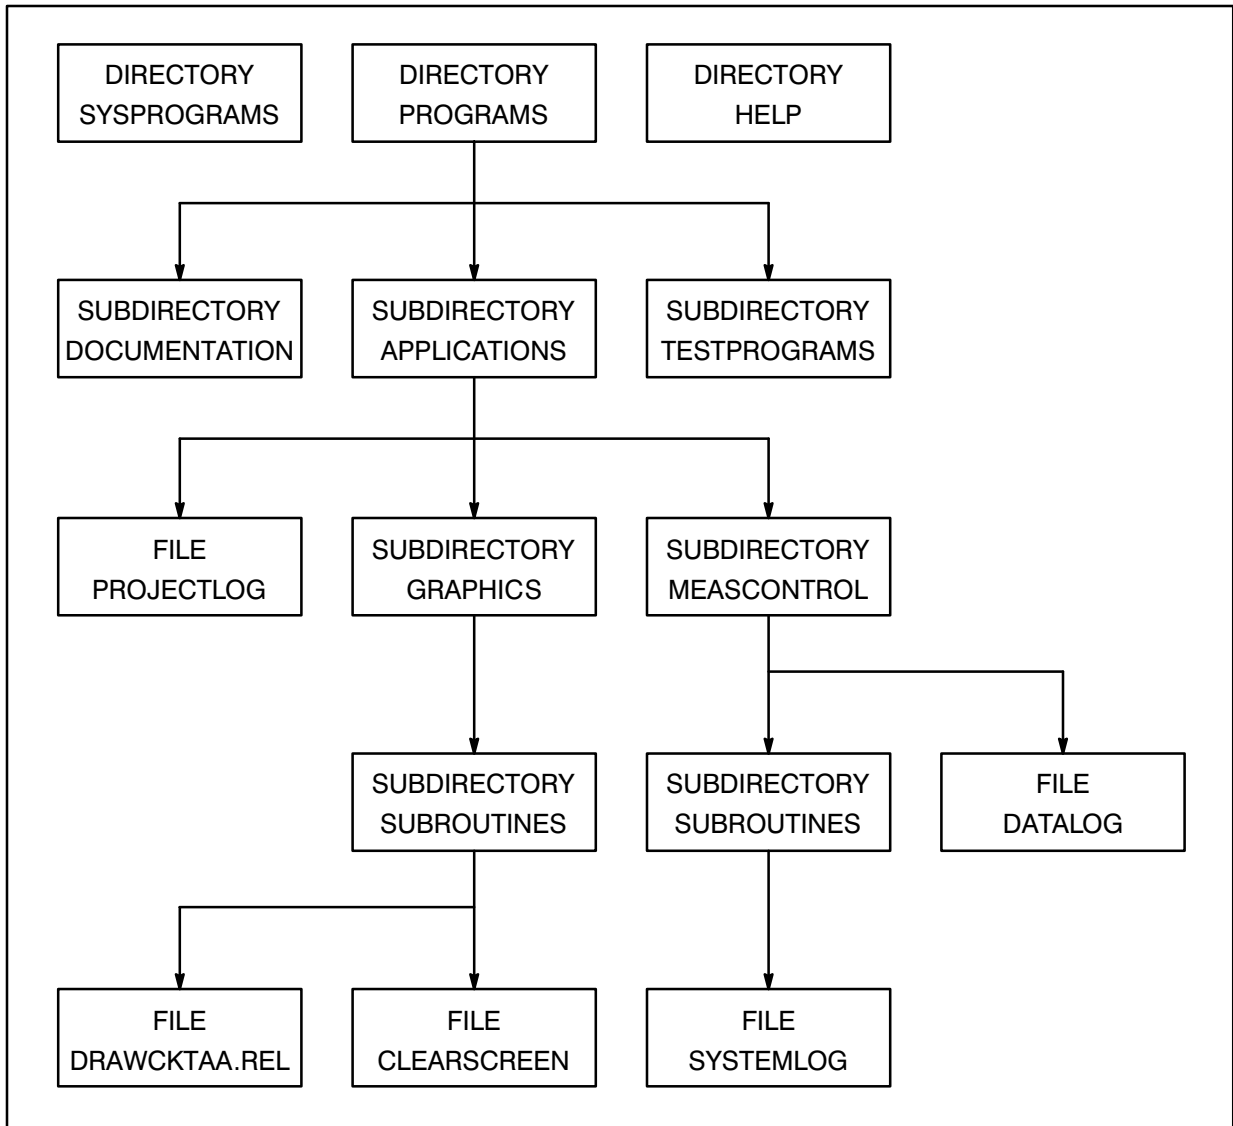 DIRECTORY
SYSPROGRAMS
DIRECTORY
PROGRAMS
DIRECTORY
HELP
SUBDIRECTORY
DOCUMENTATION
SUBDIRECTORY
APPLICATIONS
SUBDIRECTORY
TESTPROGRAMS
FILE
PROJECTLOG
SUBDIRECTORY
GRAPHICS
SUBDIRECTORY
MEASCONTROL
SUBDIRECTORY
SUBROUTINES
SUBDIRECTORY
SUBROUTINES
FILE
DATALOG
FILE
DRAWCKTAA.REL
FILE
CLEARSCREEN
FILE
SYSTEMLOG